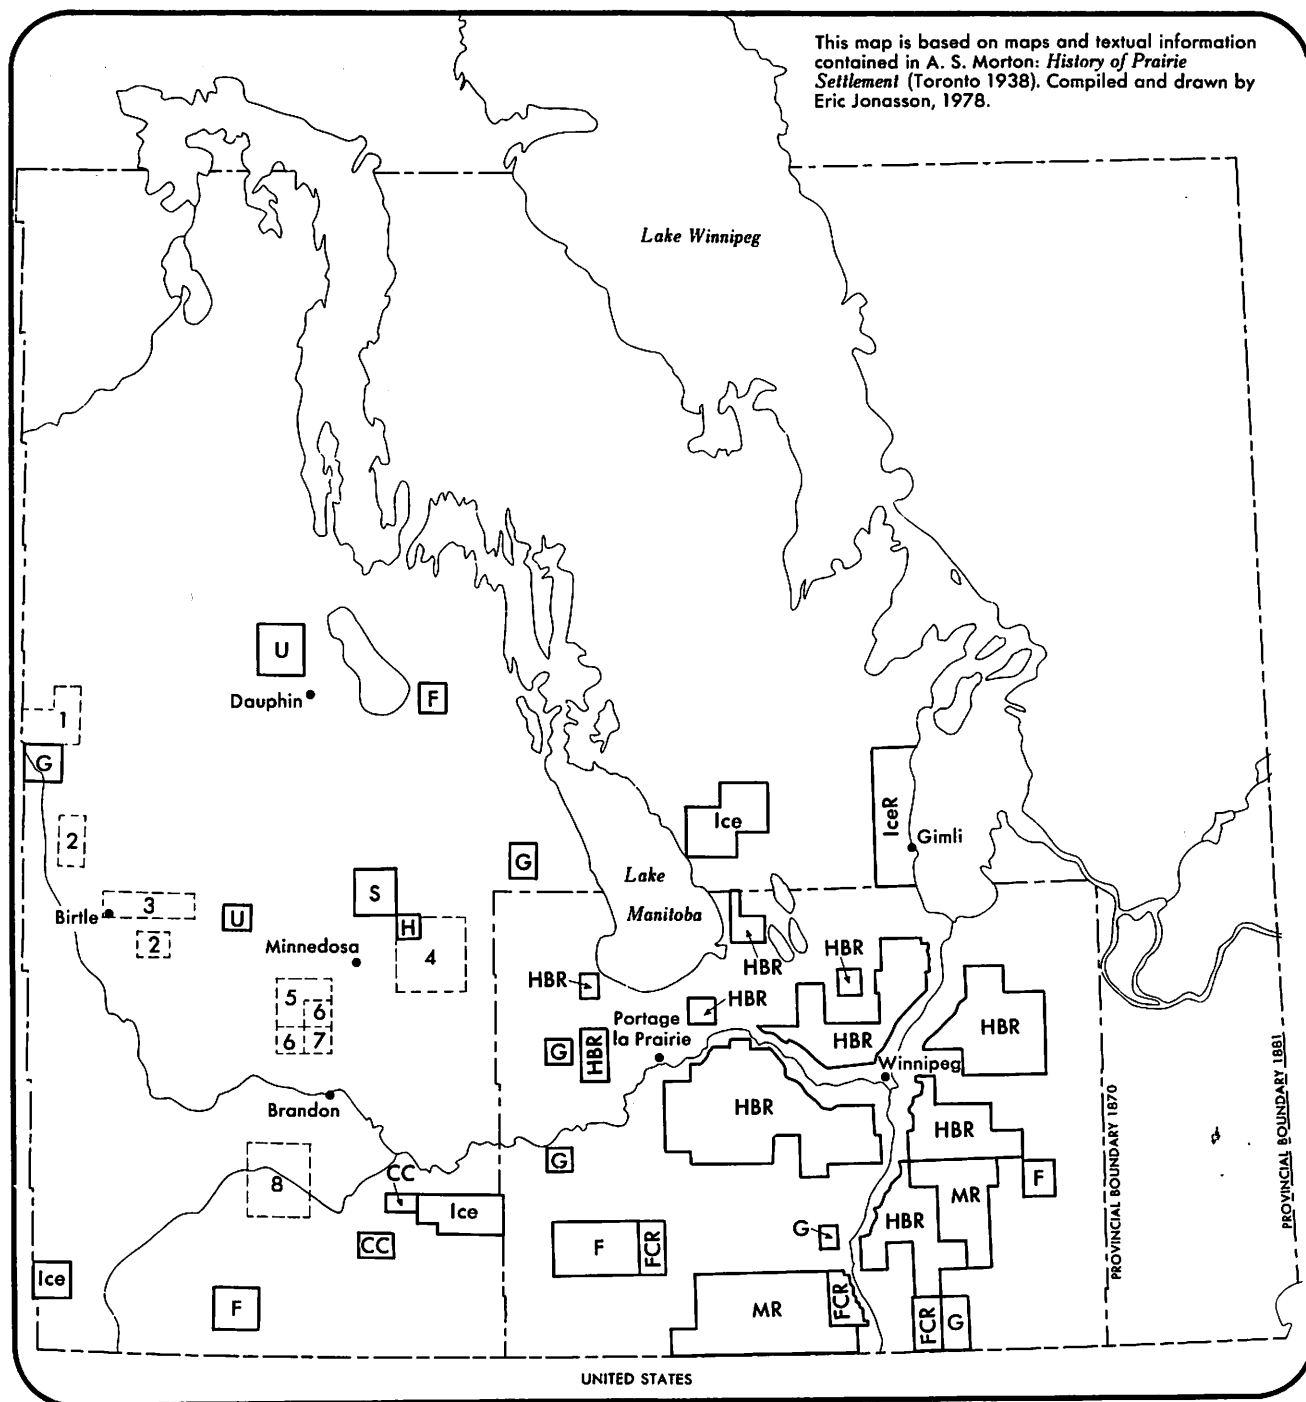 This map is based on maps and textual information
contained in A. S. Morton: History of Prairie
Settlement (Toronto 1938). Compiled and drawn by
Eric Jonasson, 1978.
Lake Winnipeg
U
Dauphin
F
1
G
2
Ice
IceR
Gimli
G
Lake
Manitoba
S
3
Birtle
U
H
2
Minnedosa
4
HBR
HBR
HBR
HBR
5
6
6
7
Portage
la Prairie
HBR
HBR
G
HBR
Winnipeg
Brandon
HBR
HBR
PROVINCIAL BOUNDARY 1870
PROVINCIAL BOUNDARY 1881
G
CC
8
F
MR
Ice
HBR
G
CC
F
FCR
Ice
F
MR
FCR
FCR
G
UNITED STATES